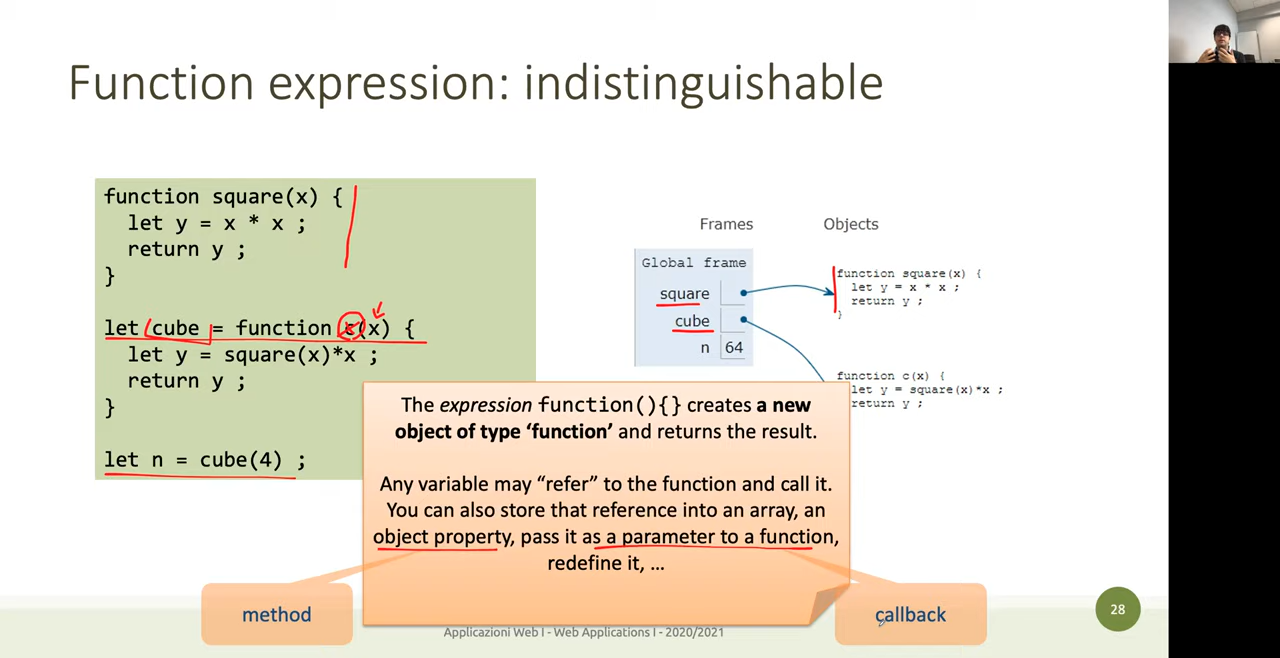 Function expression: indistinguishable
function square(x) {
let y = x * x ;
return y ;
}
let cube = function c(x) {
let y = square(x)*x ;
return y ;
}
let n = cube(4) ;
Frames
Objects
Global frame
square
cube
n 64
function square(x) {
let y = x * x ;
return y ;
}
function c(x) {
let y = square(x)*x ;
return y ;
The expression function(){} creates a new
object of type ‘function’ and returns the result.
Any variable may “refer” to the function and call it.
You can also store that reference into an array, an
object property, pass it as a parameter to a function,
redefine it, …
method
callback
28
Applicazioni Web I - Web Applications I - 2020/2021